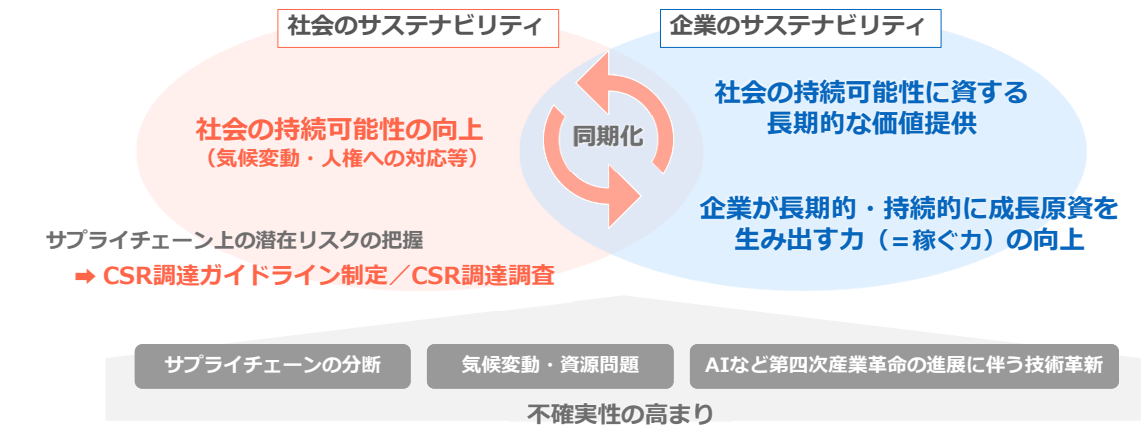 社会のサステナビリティ
企業のサステナビリティ
社会の持続可能性の向上
（気候変動・人権への対応等）
同期化
社会の持続可能性に資する
長期的な価値提供
企業が長期的・持続的に成長原資を
生み出す力（＝稼ぐ力）の向上
サプライチェーン上の潜在リスクの把握
➡ CSR調達ガイドライン制定／CSR調達調査
サプライチェーンの分断
気候変動・資源問題
AIなど第四次産業革命の進展に伴う技術革新
不確実性の高まり